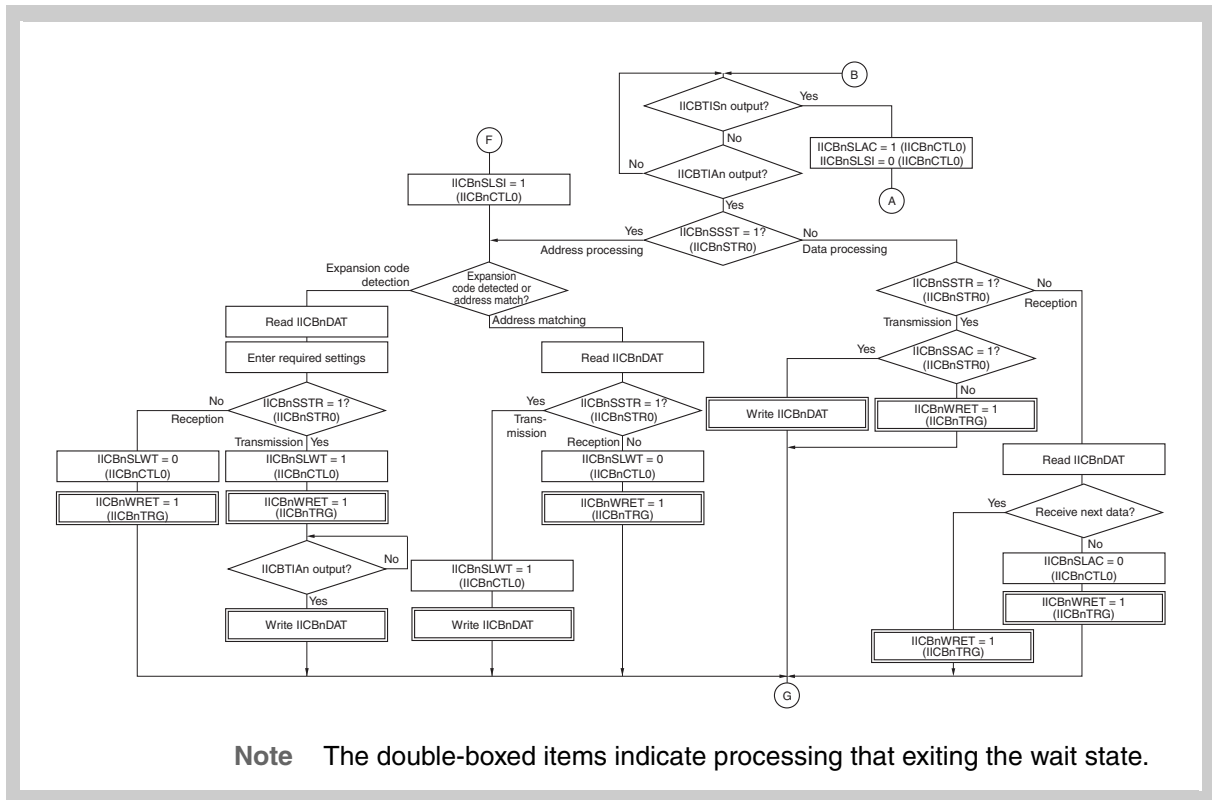 B
IICBTISn output?
Yes
No
IICBnSLAC = 1 (IICBnCTL0)
IICBnSLSI = 0 (IICBnCTL0)
A
F
IICBnSLSI = 1
(IICBnCTL0)
No
IICBTIAn output?
Yes
IICBnSSST = 1?
(IICBnSTR0)
Yes
Address processing
No
Data processing
Expansion code
detection
Expansion
code detected or
address match?
Address matching
Read IICBnDAT
Enter required settings
IICBnSSTR = 1?
(IICBnSTR0)
No
Reception
Transmission Yes
IICBnSLWT = 0
(IICBnCTL0)
IICBnWRET = 1
(IICBnTRG)
IICBnSLWT = 1
(IICBnCTL0)
IICBnWRET = 1
(IICBnTRG)
IICBTIAn output?
No
Yes
Write IICBnDAT
Read IICBnDAT
IICBnSSTR = 1?
(IICBnSTR0)
Yes
Trans-
mission
Reception No
IICBnSLWT = 0
(IICBnCTL0)
IICBnWRET = 1
(IICBnTRG)
IICBnSLWT = 1
(IICBnCTL0)
Write IICBnDAT
IICBnSSTR = 1?
(IICBnSTR0)
No
Reception
Transmission Yes
IICBnSSAC = 1?
(IICBnSTR0)
Yes
No
Write IICBnDAT
IICBnWRET = 1
(IICBnTRG)
Read IICBnDAT
Receive next data?
Yes
No
IICBnSLAC = 0
(IICBnCTL0)
IICBnWRET = 1
(IICBnTRG)
IICBnWRET = 1
(IICBnTRG)
G
Note The double-boxed items indicate processing that exiting the wait state.